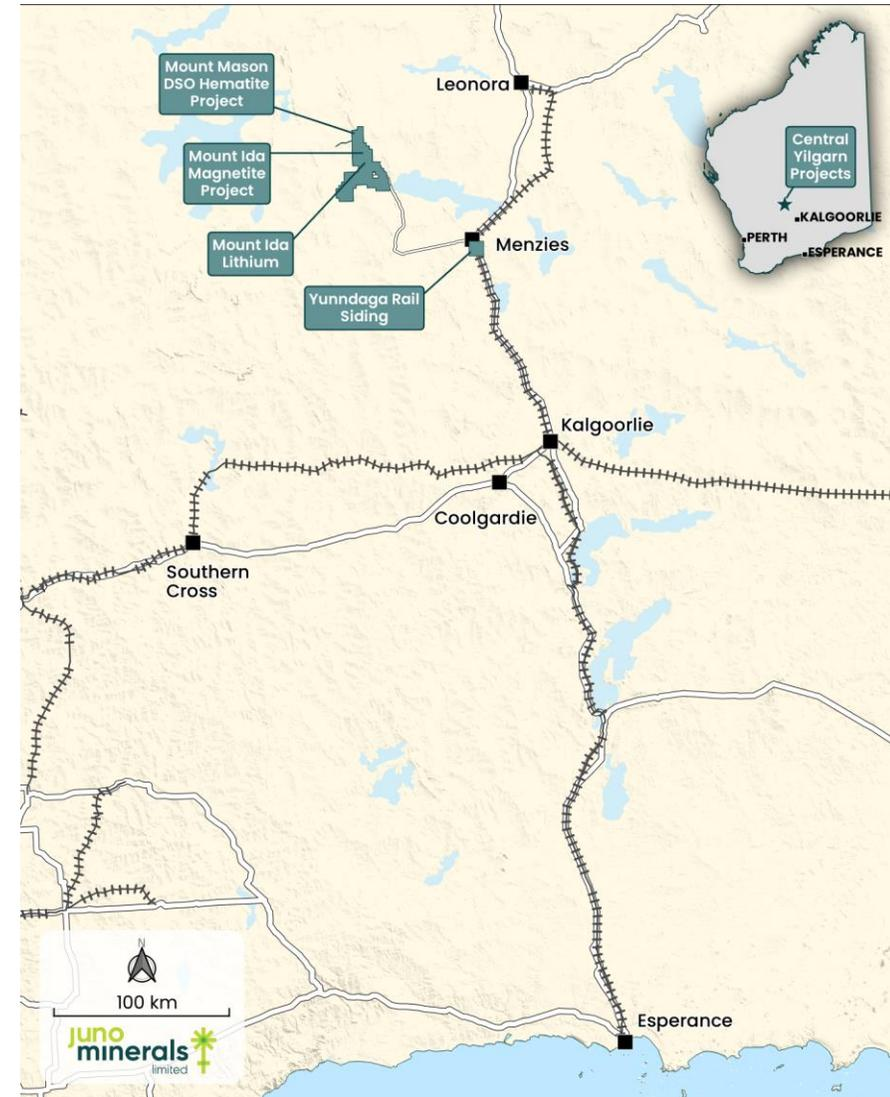 Mount Mason
DSO Hematite
Project
Leonora
Mount Ida
Magnetite
Project
Central
Yilgarn
Projects
KALGOORLIE
PERTH
ESPERANCE
Mount Ida
Lithium
Menzies
Yunndaga Rail
Siding
Kalgoorlie
Coolgardie
Southern
Cross
N
100 km
juno
minerals
limited
Esperance